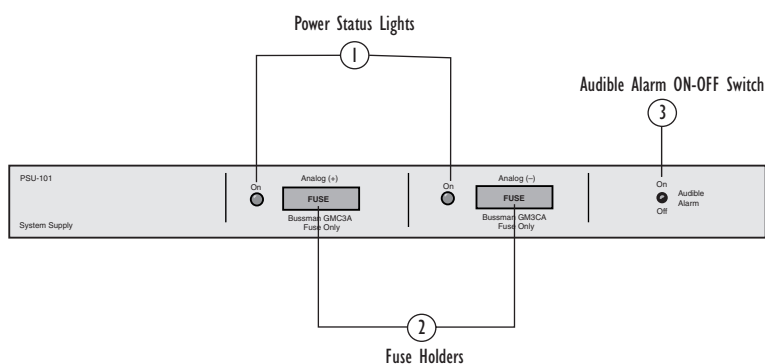 Power Status Lights
1
Audible Alarm ON-OFF Switch
3
PSU-101
System Supply
On
Analog (+)
FUSE
Bussman GMC3A
Fuse Only
On
Analog (–)
FUSE
Bussman GM3CA
Fuse Only
On
Off
Audible
Alarm
2
Fuse Holders